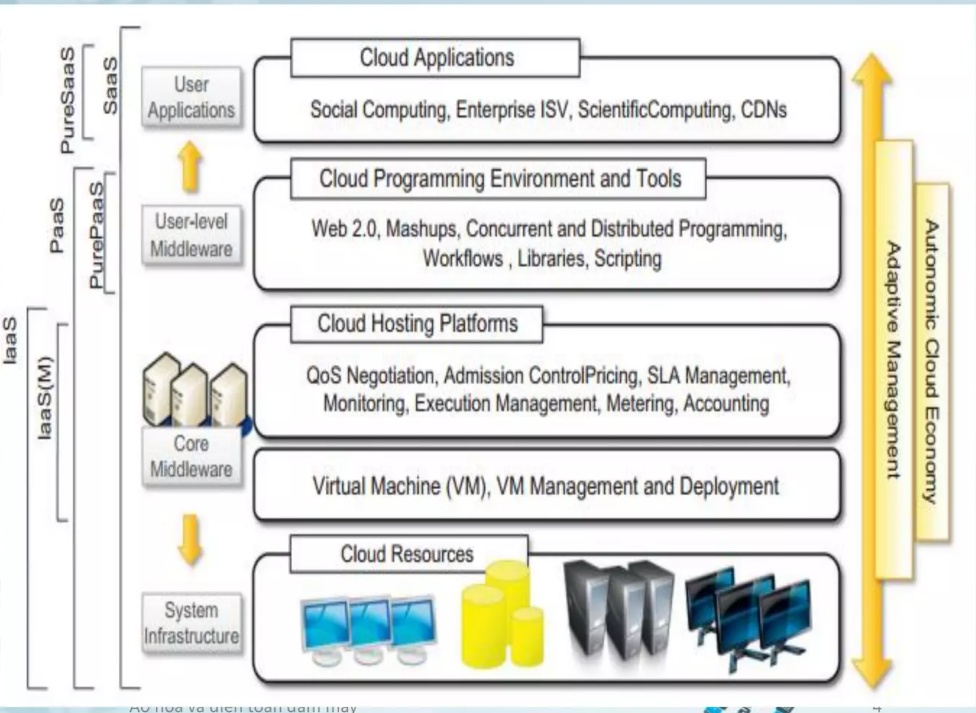 PureSaaS
SaaS
User
Applications
Cloud Applications
Social Computing, Enterprise ISV, ScientificComputing, CDNs
PaaS
PurePaaS
User-level
Middleware
Cloud Programming Environment and Tools
Web 2.0, Mashups, Concurrent and Distributed Programming,
Workflows , Libraries, Scripting
IaaS
IaaS(M)
Core
Middleware
Cloud Hosting Platforms
QoS Negotiation, Admission ControlPricing, SLA Management,
Monitoring, Execution Management, Metering, Accounting
Virtual Machine (VM), VM Management and Deployment
System
Infrastructure
Cloud Resources
Adaptive Management
Autonomic Cloud Economy
4